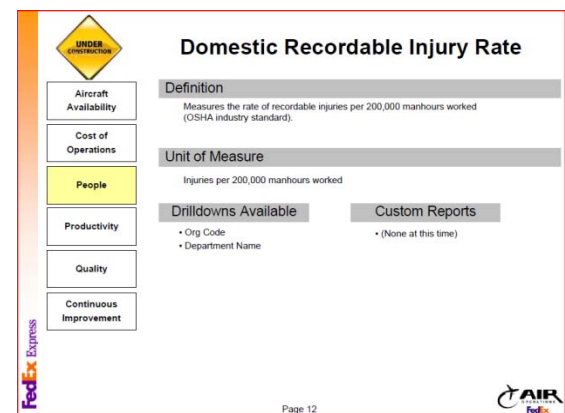 UNDER
CONSTRUCTION
Domestic Recordable Injury Rate
Aircraft
Availability
Cost of
Operations
People
Productivity
Quality
Continuous
Improvement
Definition
Measures the rate of recordable injuries per 200,000 manhours worked
(OSHA industry standard).
Unit of Measure
Injuries per 200,000 manhours worked
Drilldowns Available
• Org Code
• Department Name
Custom Reports
• (None at this time)
FedEx Express
Page 12
AIR
OPERATIONS
FedEx